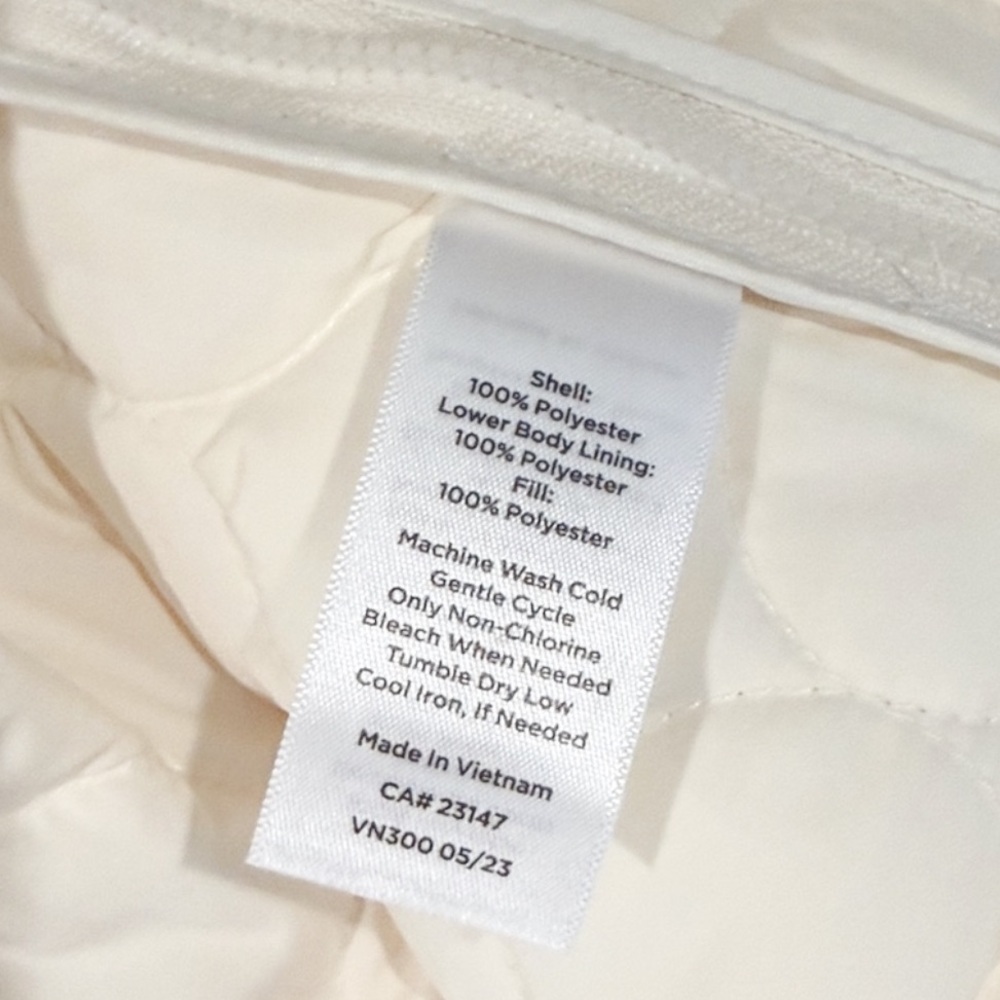 Shell:
100% Polyester
Lower Body Lining:
100% Polyester
Fill:
100% Polyester
Machine Wash Cold
Gentle Cycle
Only Non-Chlorine
Bleach When Needed
Tumble Dry Low
Cool Iron, If Needed
Made in Vietnam
CA# 23147
VN300 05/23